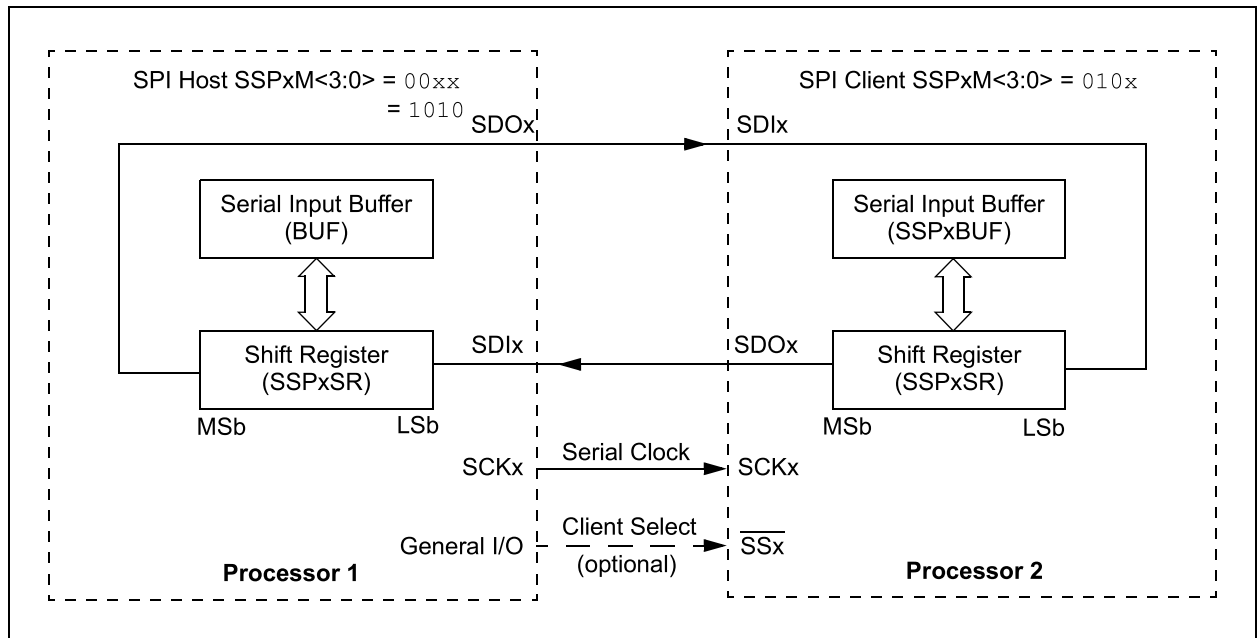 SPI Host SSPxM<3:0> = 00xx
= 1010
SDOx
Serial Input Buffer
(BUF)
Shift Register
(SSPxSR)
MSb
LSb
SDIx
SCKx
General I/O
Processor 1
Serial Clock
Client Select
(optional)
SPI Client SSPxM<3:0> = 010x
SDIx
Serial Input Buffer
(SSPxBUF)
SDOx
Shift Register
(SSPxSR)
MSb
LSb
SCKx
SSx
Processor 2